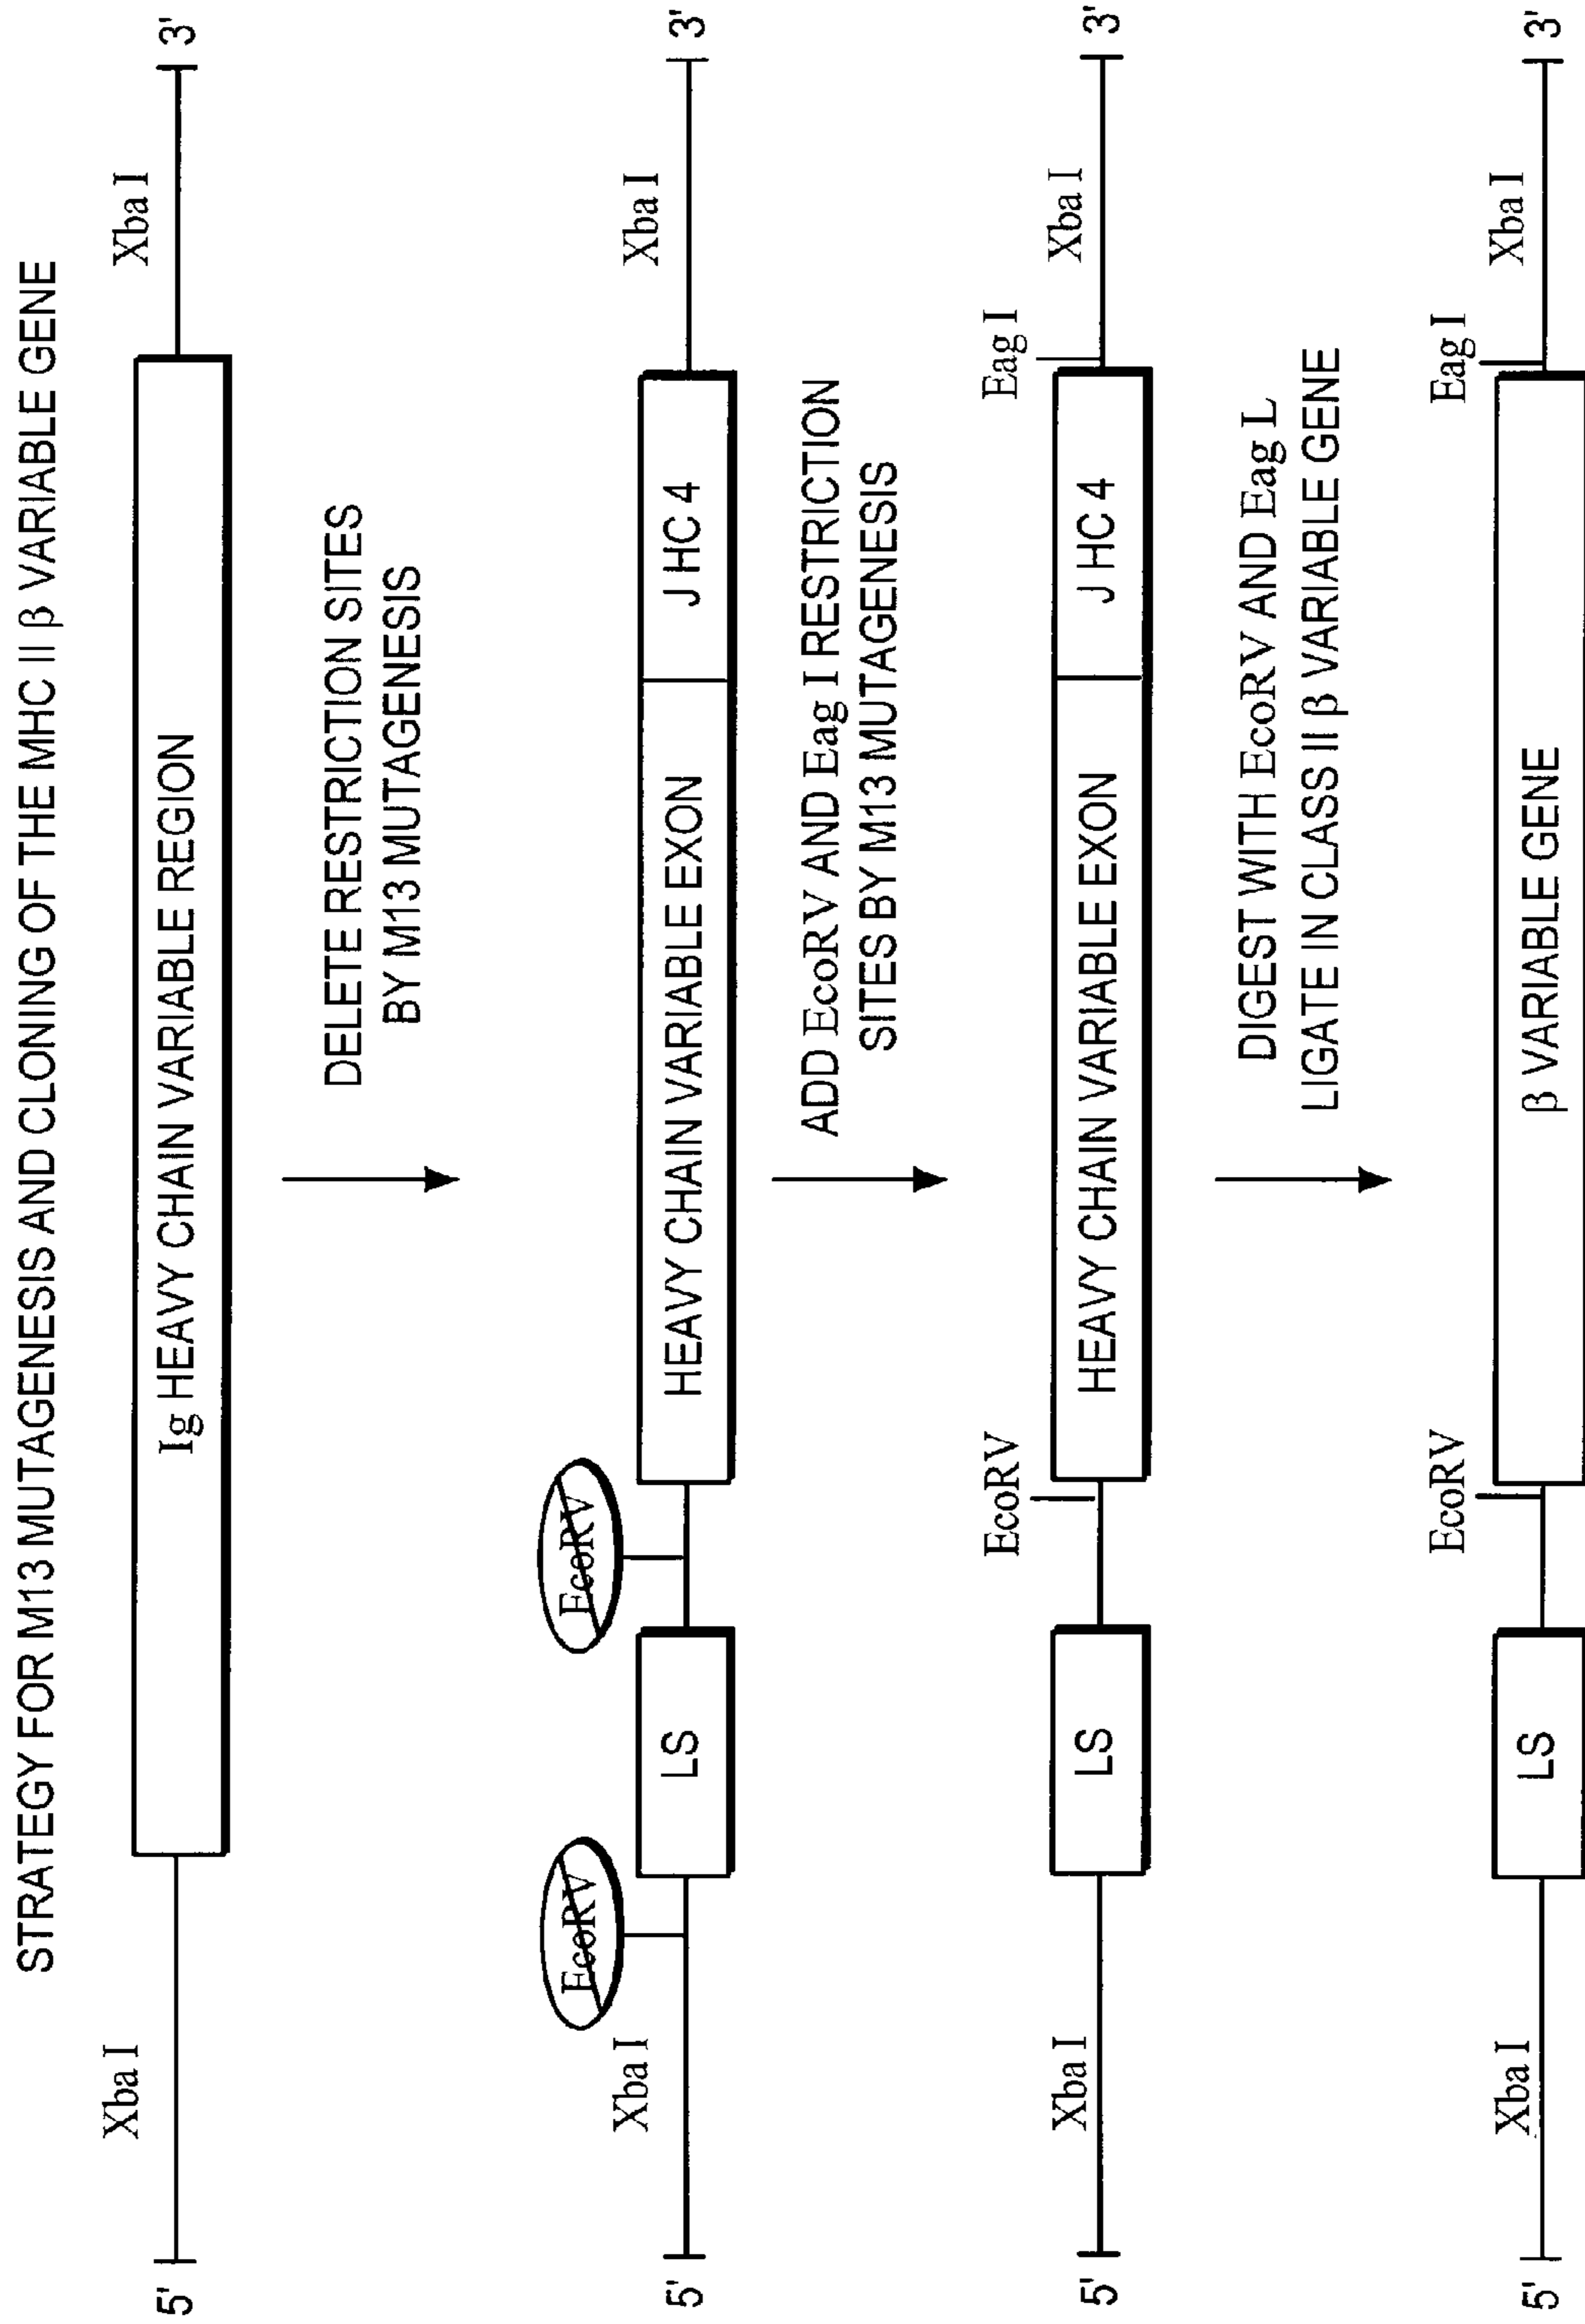 STRATEGY FOR M13 MUTAGENESIS AND CLONING OF THE MHC II β VARIABLE GENE
Xba I
Xba I
5'
Ig HEAVY CHAIN VARIABLE REGION
3'
DELETE RESTRICTION SITES
BY M13 MUTAGENESIS
EcoRV
EcoRV
Xba I
Xba I
5'
LS
HEAVY CHAIN VARIABLE EXON
J HC 4
3'
ADD EcoRV AND Eag I RESTRICTION
SITES BY M13 MUTAGENESIS
EcoRV
Eag I
Xba I
Xba I
5'
LS
HEAVY CHAIN VARIABLE EXON
J HC 4
3'
DIGEST WITH EcoRV AND Eag L
LIGATE IN CLASS II β VARIABLE GENE
EcoRV
Eag I
Xba I
Xba I
5'
LS
β VARIABLE GENE
3'